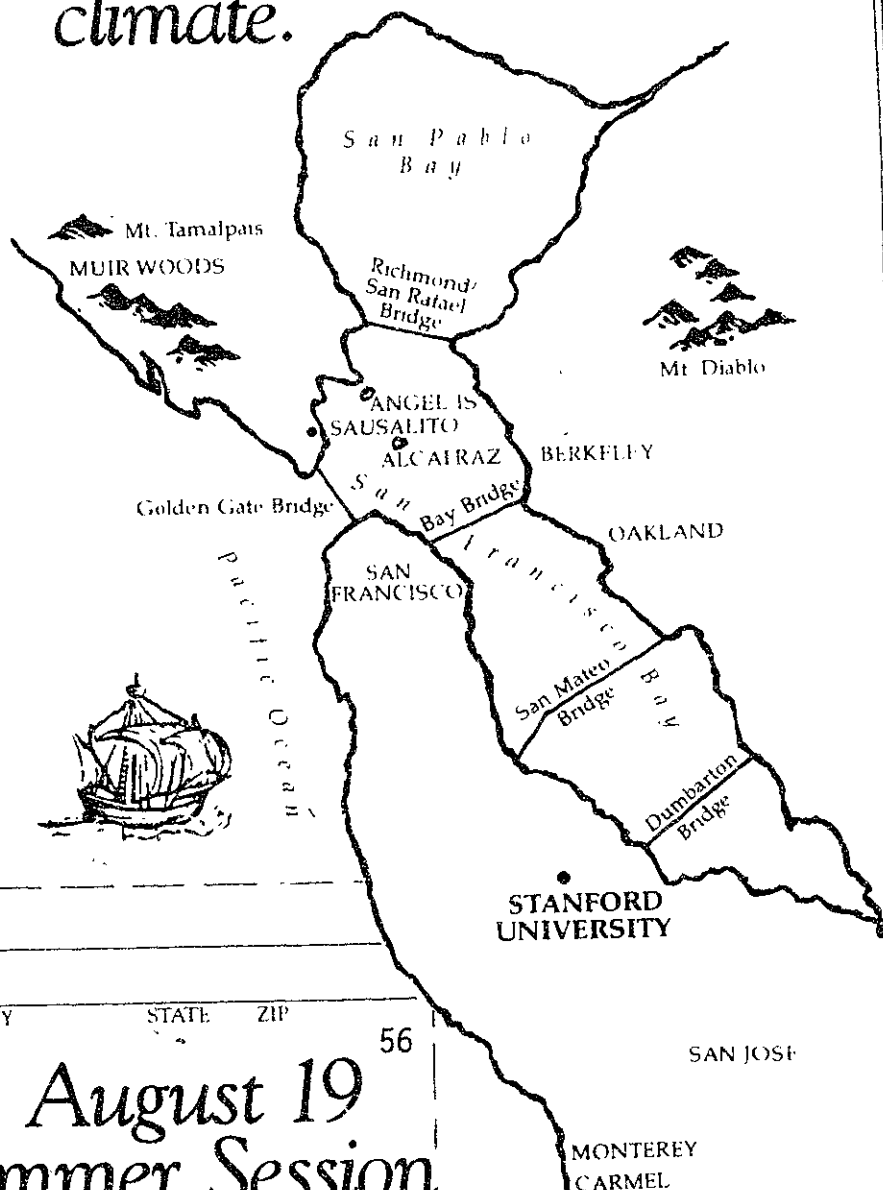 climate.
San Pablo
Bay
Mt. Tamalpais
MUIR WOODS
Richmond/
San Rafael
Bridge
Mt Diablo
ANGEL IS
SAUSALITO
ALCATRAZ
BERKELEY
Golden Gate Bridge
Bay Bridge
OAKLAND
San Francisco Bay
SAN
FRANCISCO
Pacific Ocean
San Mateo
Bridge
Dumbarton
Bridge
STANFORD
UNIVERSITY
Y STATE ZIP
56
SAN JOSE
August 19
mmer Session
MONTEREY
CARMEL